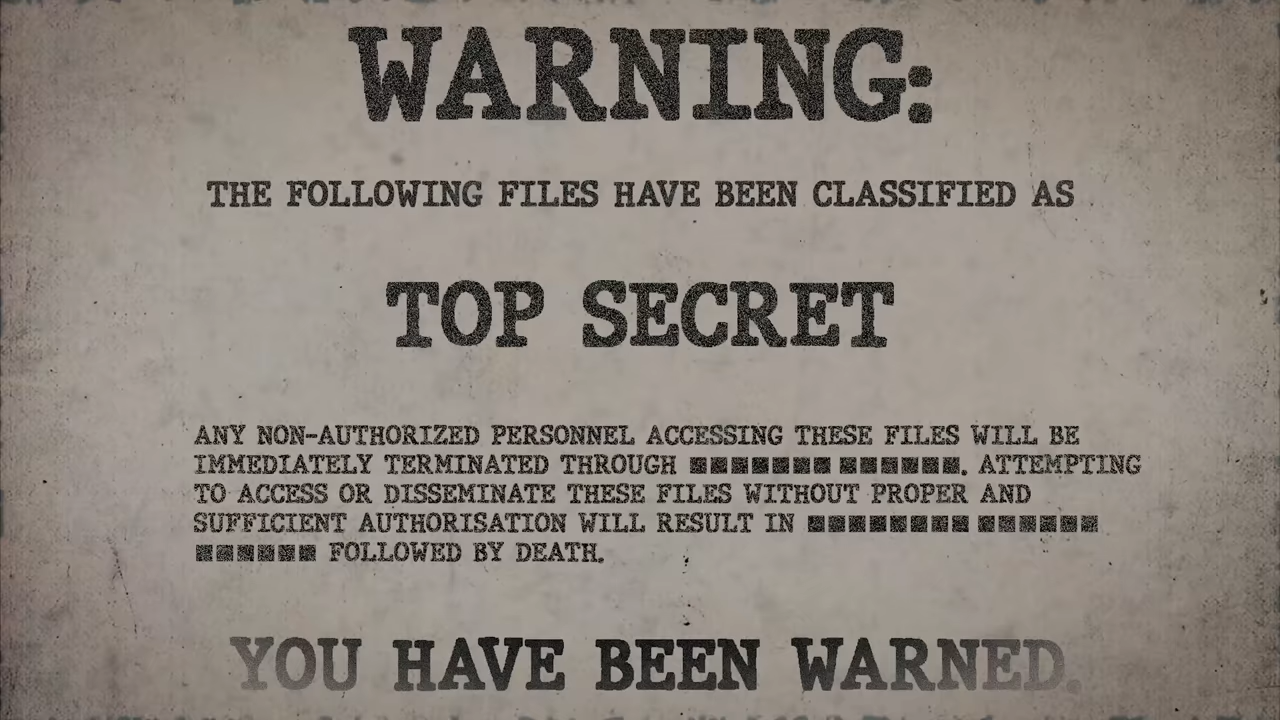 WARNING:
THE FOLLOWING FILES HAVE BEEN CLASSIFIED AS
TOP SECRET
ANY NON-AUTHORIZED PERSONNEL ACCESSING THESE FILES WILL BE
IMMEDIATELY TERMINATED THROUGH ■■■■■■■ ■■■■■■. ATTEMPTING
TO ACCESS OR DISSEMINATE THESE FILES WITHOUT PROPER AND
SUFFICIENT AUTHORISATION WILL RESULT IN ■■■■■■■■ ■■■■■■
■■■■■■ FOLLOWED BY DEATH.
YOU HAVE BEEN WARNED.